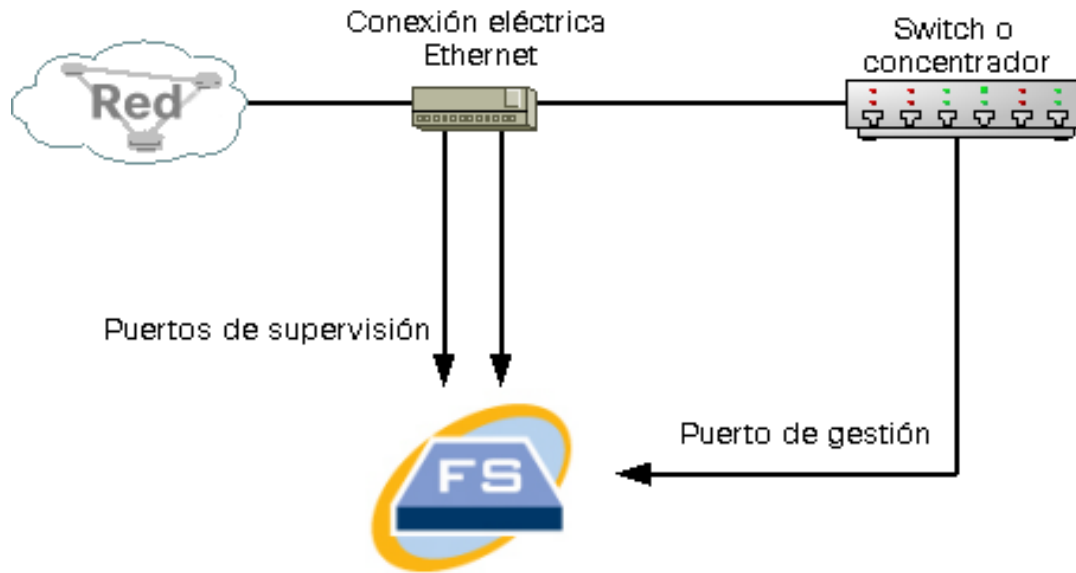 Conexión eléctrica
Ethernet
Switch o
concentrador
Red
Puertos de supervisión
Puerto de gestión
FS